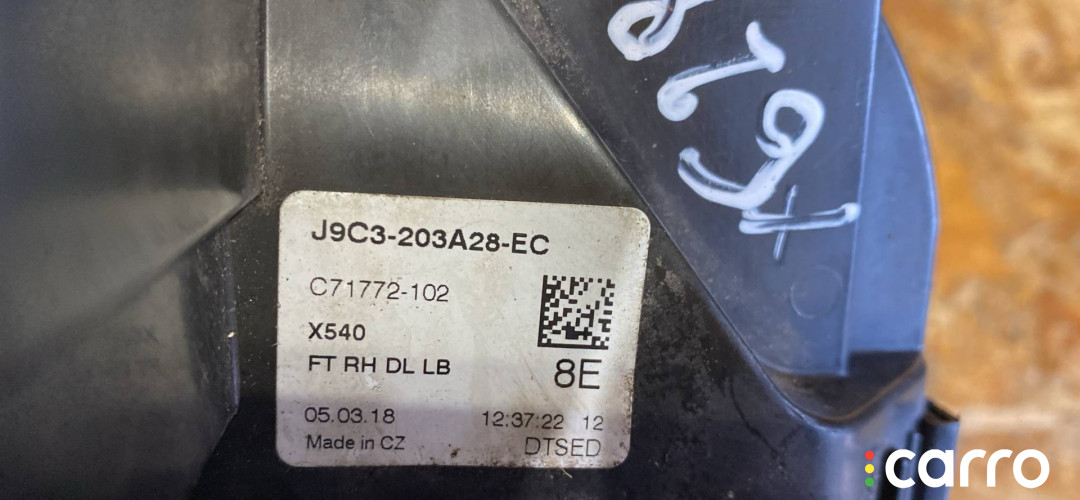 J9C3-203A28-EC
C71772-102
X540
FT RH DL LB
8E
05.03.18
12:37:22 12
Made in CZ
DTSED
carro